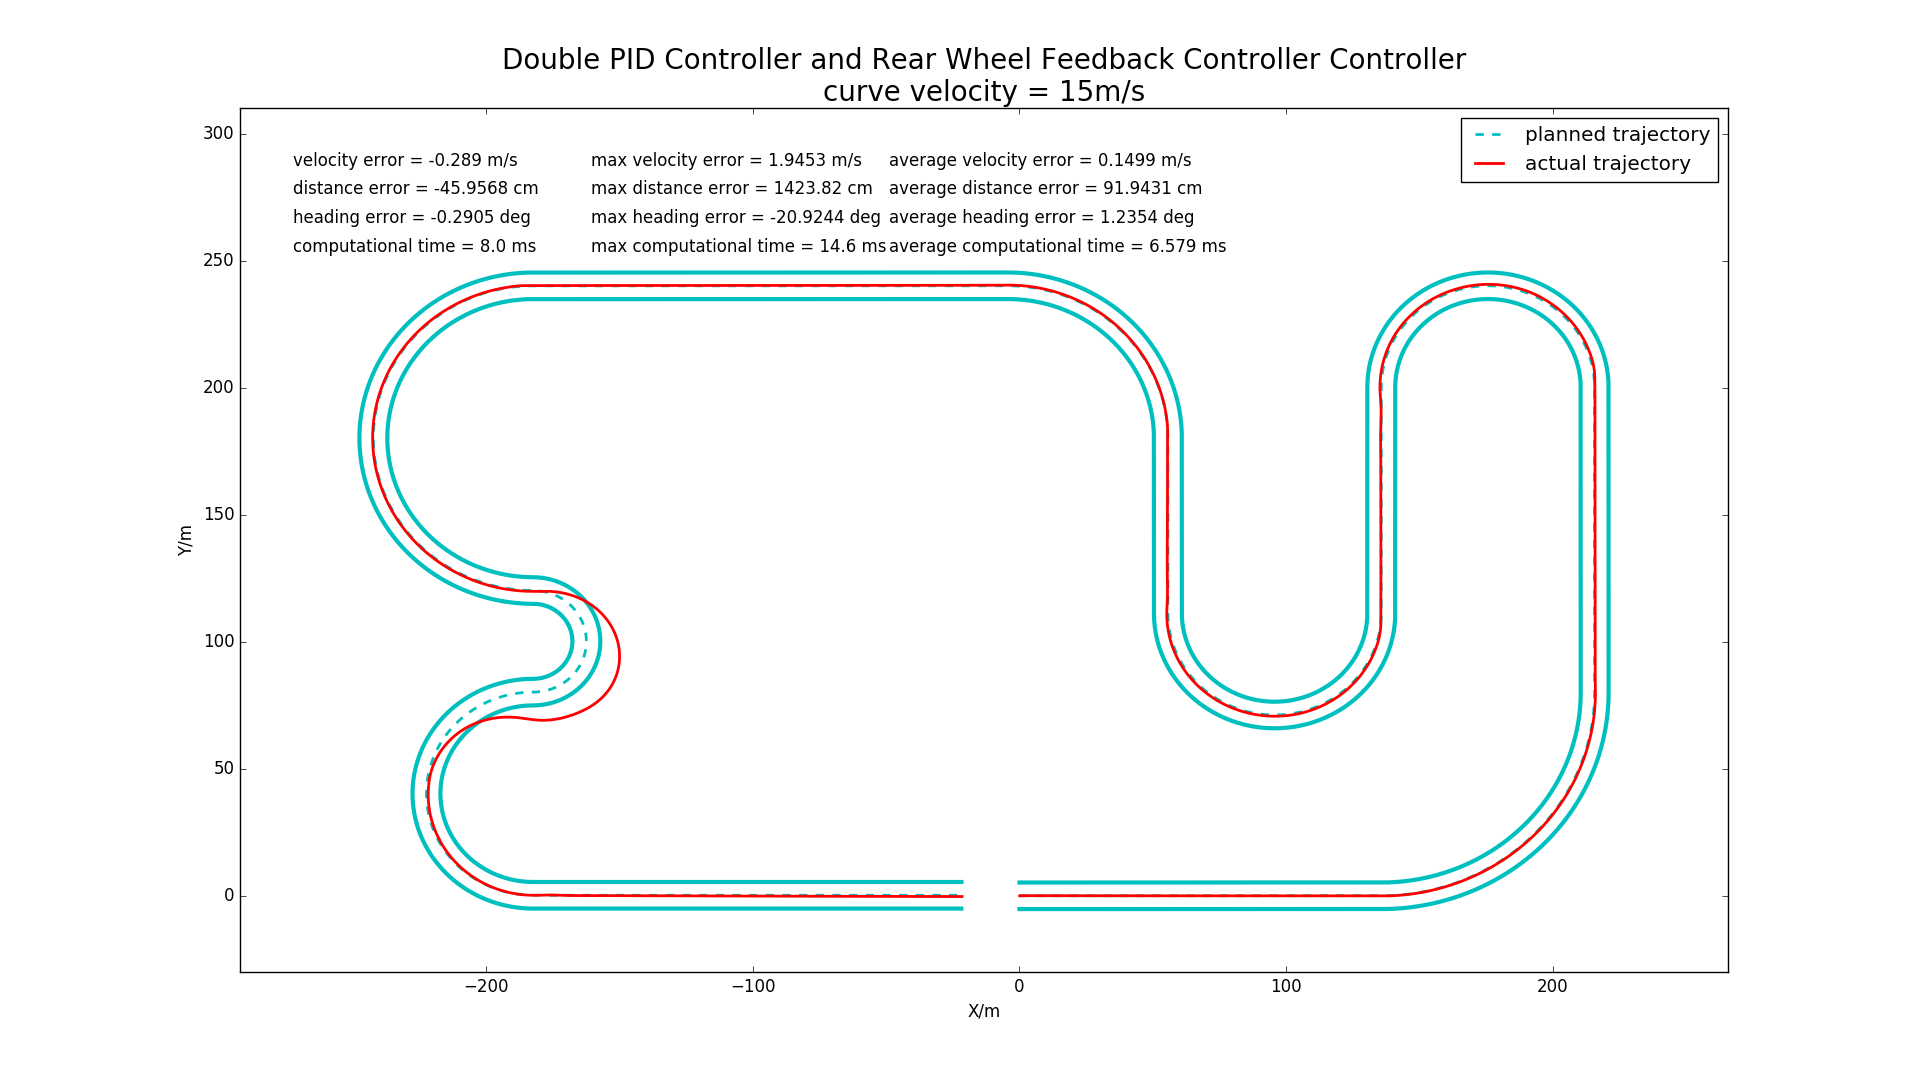 Double PID Controller and Rear Wheel Feedback Controller Controller
curve velocity = 15m/s
planned trajectory
actual trajectory
velocity error = -0.289 m/s max velocity error = 1.9453 m/s average velocity error = 0.1499 m/s
distance error = -45.9568 cm max distance error = 1423.82 cm average distance error = 91.9431 cm
heading error = -0.2905 deg max heading error = -20.9244 deg average heading error = 1.2354 deg
computational time = 8.0 ms max computational time = 14.6 ms average computational time = 6.579 ms
300
250
200
150
100
50
0
Y/m
−200 −100 0 100 200
X/m